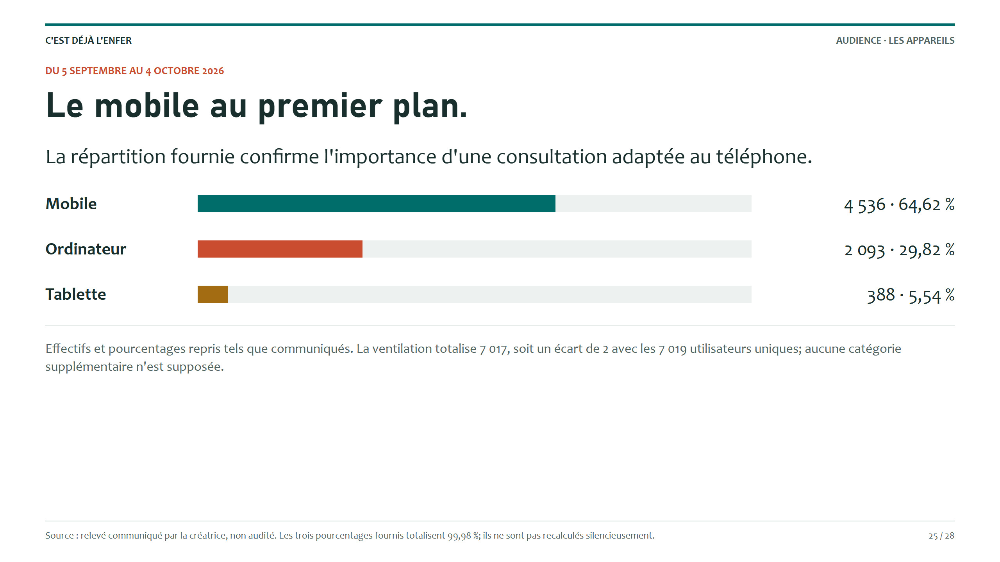 C'EST DÉJÀ L'ENFER
AUDIENCE · LES APPAREILS
DU 5 SEPTEMBRE AU 4 OCTOBRE 2026
Le mobile au premier plan.
La répartition fournie confirme l'importance d'une consultation adaptée au téléphone.
Mobile
4 536 · 64,62 %
Ordinateur
2 093 · 29,82 %
Tablette
388 · 5,54 %
Effectifs et pourcentages repris tels que communiqués. La ventilation totalise 7 017, soit un écart de 2 avec les 7 019 utilisateurs uniques; aucune catégorie
supplémentaire n'est supposée.
Source : relevé communiqué par la créatrice, non audité. Les trois pourcentages fournis totalisent 99,98 %; ils ne sont pas recalculés silencieusement.
25 / 28